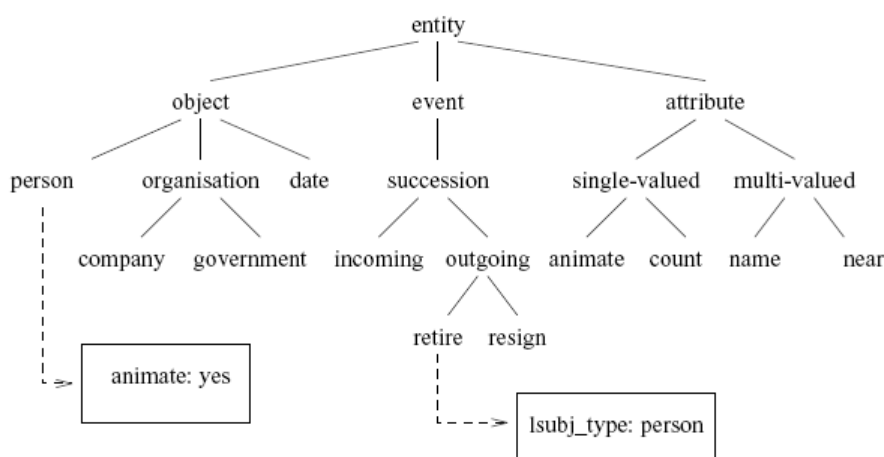 entity
object event attribute
person organisation date succession single-valued multi-valued
company government incoming outgoing animate count name near
retire resign
animate: yes
lsubj_type: person